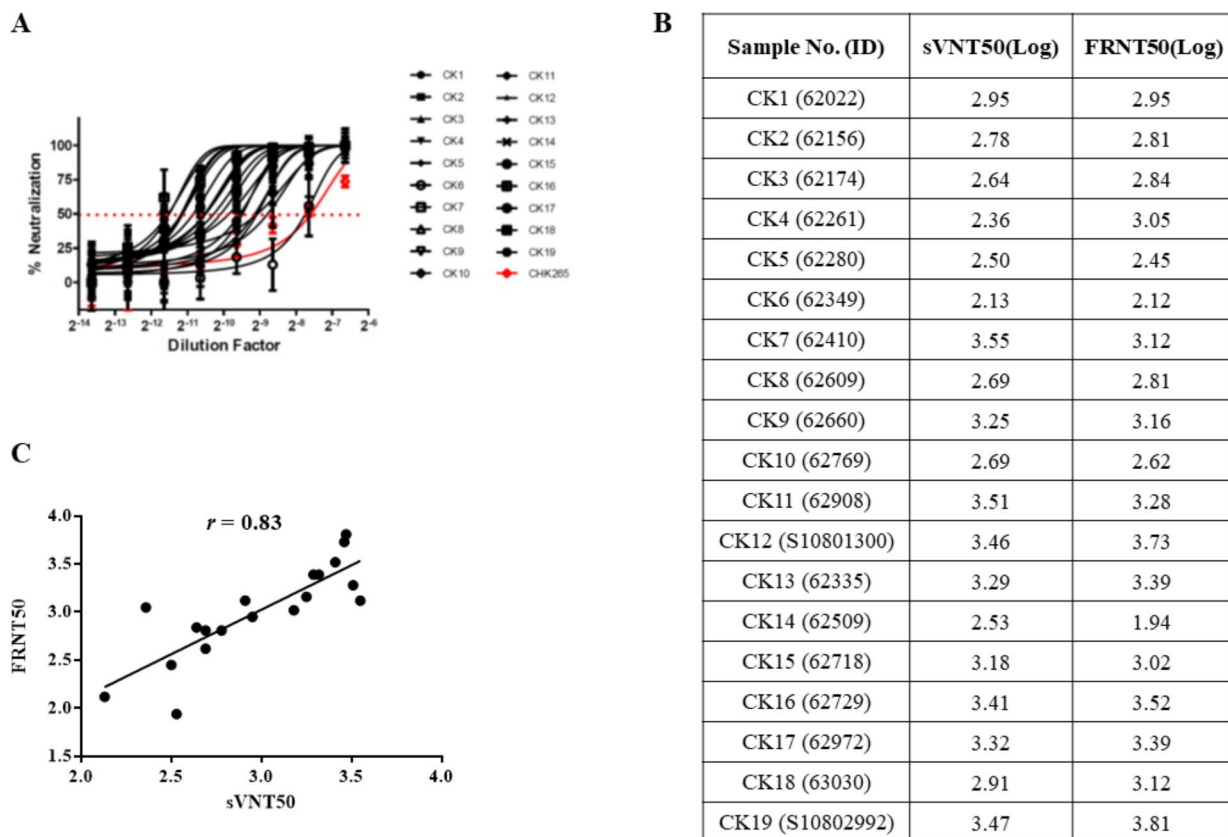 A
CK1
CK2
CK3
CK4
CK5
CK6
CK7
CK8
CK9
CK10
CK11
CK12
CK13
CK14
CK15
CK16
CK17
CK18
CK19
CHK265
% Neutralization
100
75
50
25
0
2-14 2-13 2-12 2-11 2-10 2-9 2-8 2-7 2-6
Dilution Factor
B
Sample No. (ID) sVNT50(Log) FRNT50(Log)
CK1 (62022) 2.95 2.95
CK2 (62156) 2.78 2.81
CK3 (62174) 2.64 2.84
CK4 (62261) 2.36 3.05
CK5 (62280) 2.50 2.45
CK6 (62349) 2.13 2.12
CK7 (62410) 3.55 3.12
CK8 (62609) 2.69 2.81
CK9 (62660) 3.25 3.16
CK10 (62769) 2.69 2.62
CK11 (62908) 3.51 3.28
CK12 (S10801300) 3.46 3.73
CK13 (62335) 3.29 3.39
CK14 (62509) 2.53 1.94
CK15 (62718) 3.18 3.02
CK16 (62729) 3.41 3.52
CK17 (62972) 3.32 3.39
CK18 (63030) 2.91 3.12
CK19 (S10802992) 3.47 3.81
C
r = 0.83
FRNT50
4.0
3.5
3.0
2.5
2.0
1.5
2.0 2.5 3.0 3.5 4.0
sVNT50